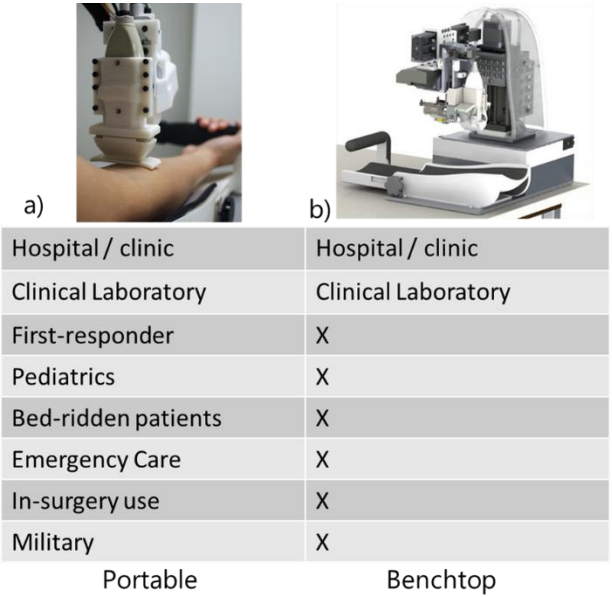 a)
b)
Hospital / clinic Hospital / clinic
Clinical Laboratory Clinical Laboratory
First-responder X
Pediatrics X
Bed-ridden patients X
Emergency Care X
In-surgery use X
Military X
Portable Benchtop